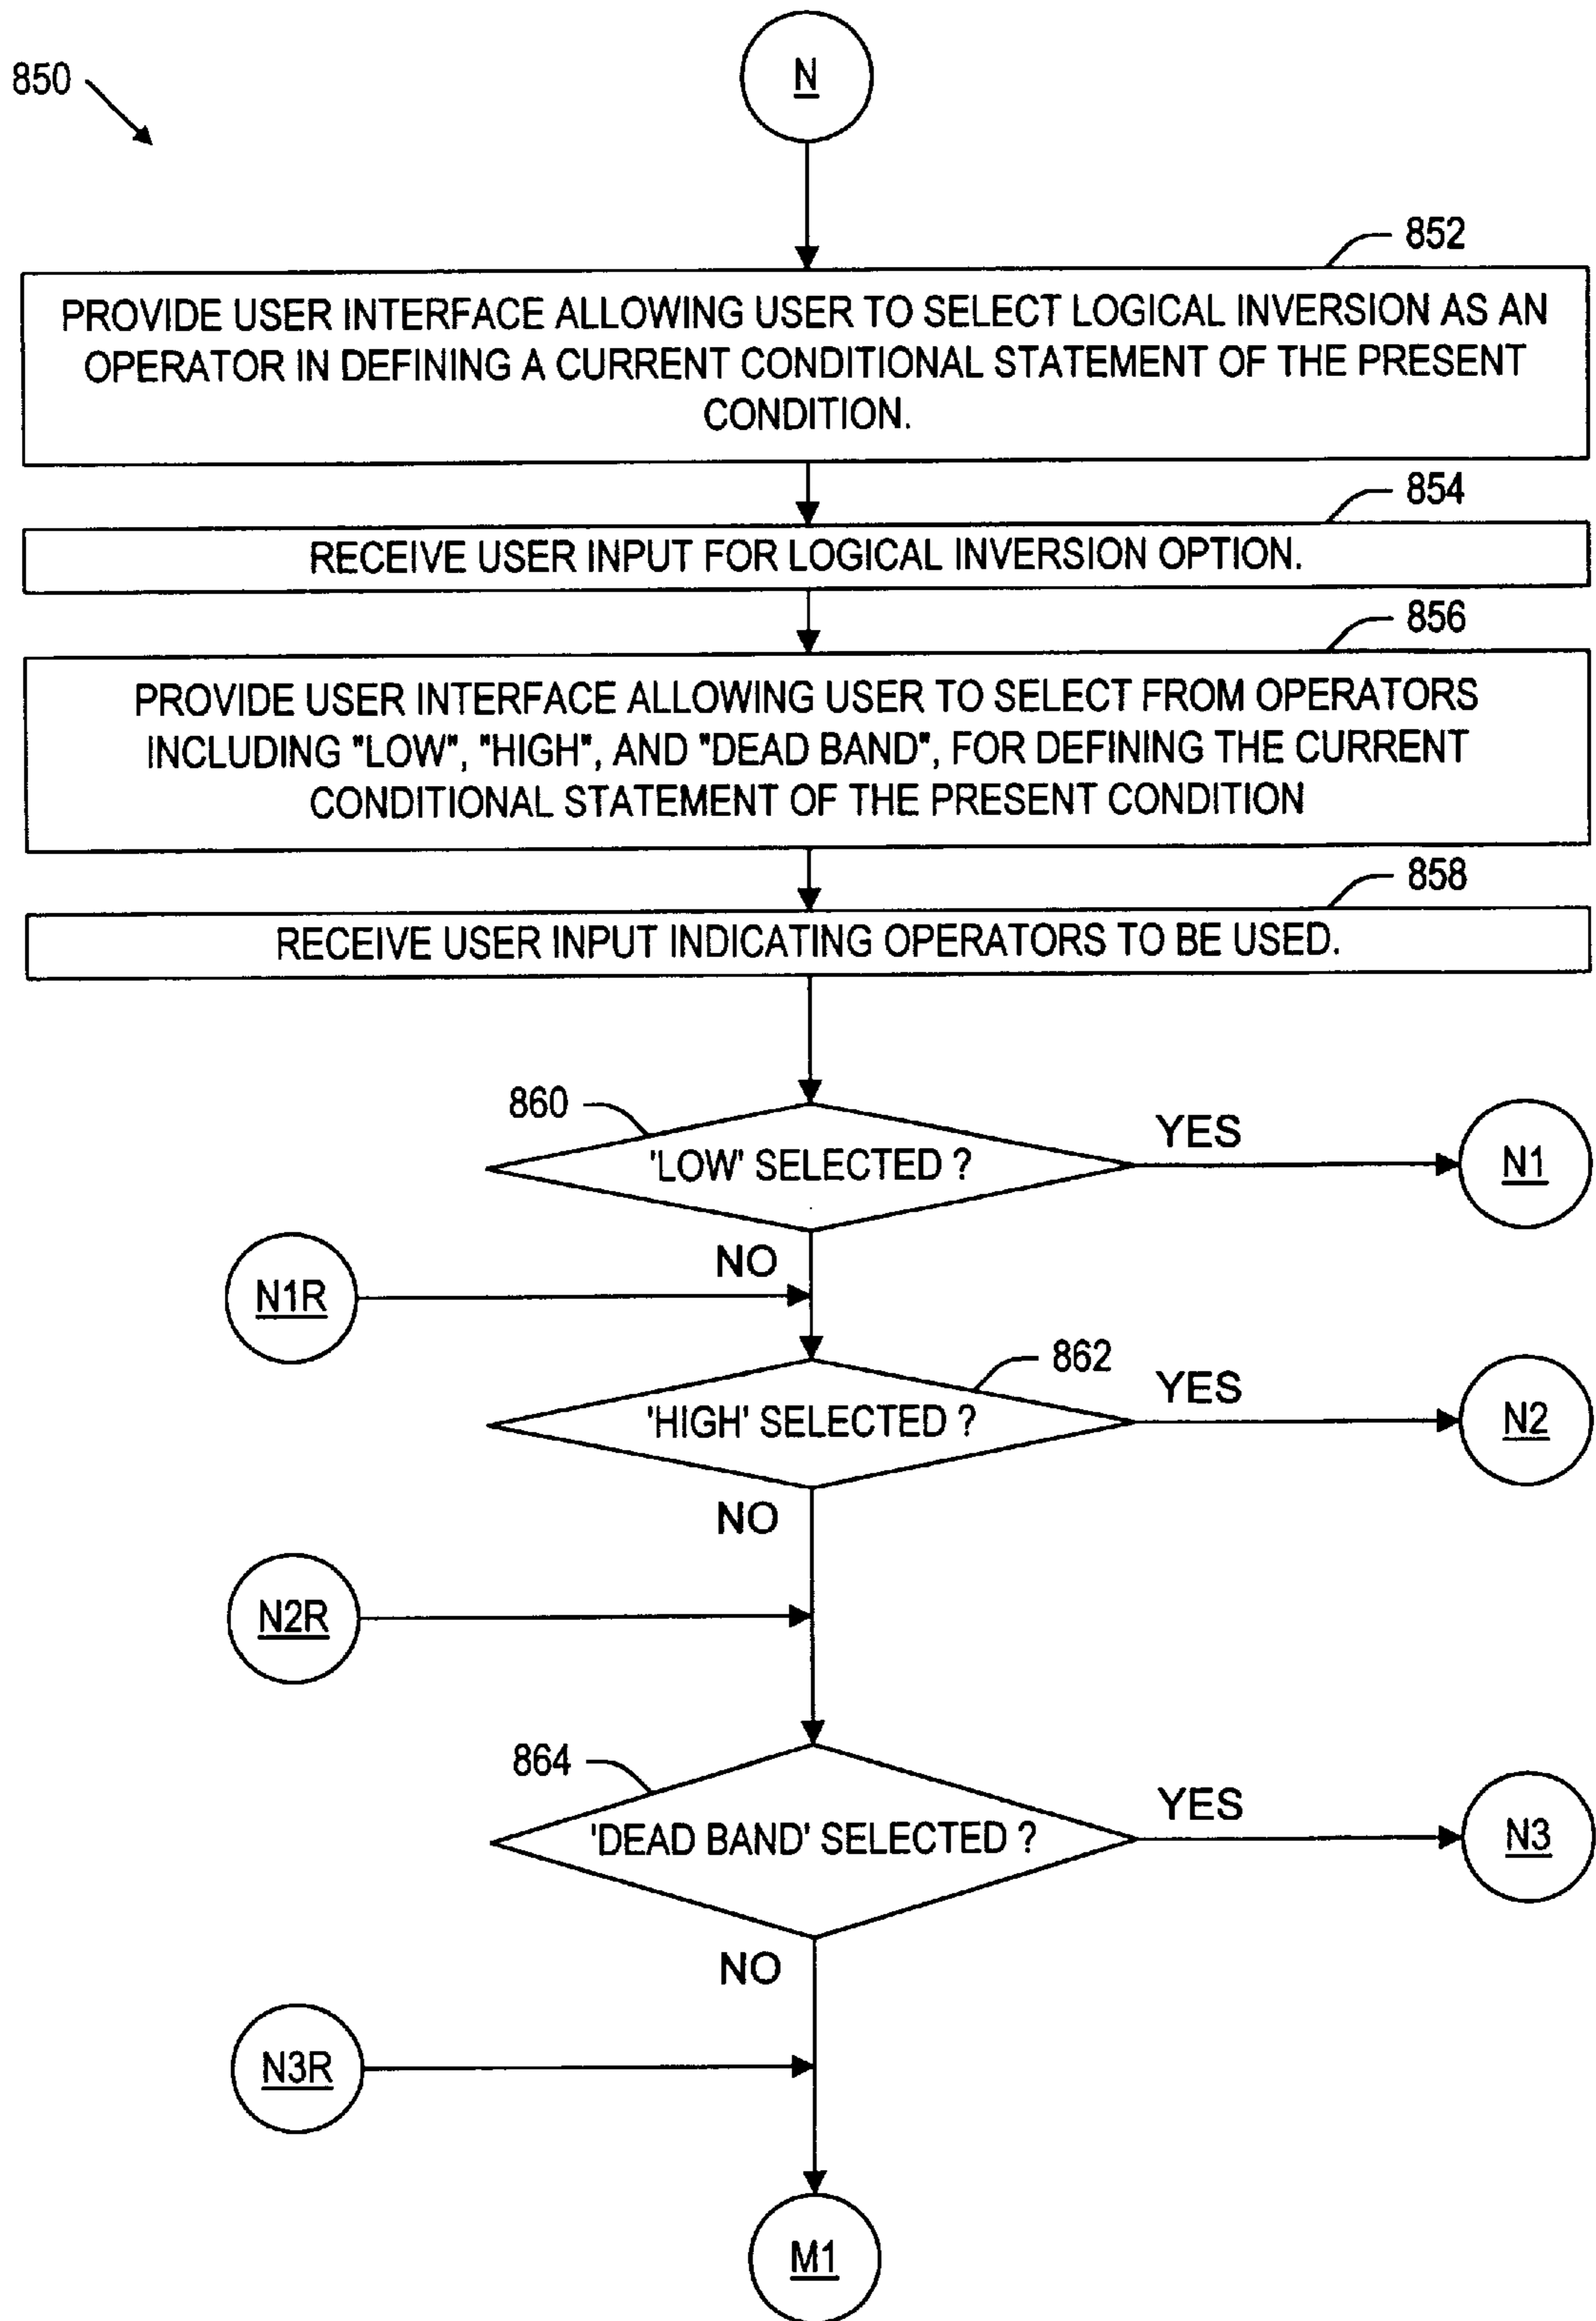 N
850
852
PROVIDE USER INTERFACE ALLOWING USER TO SELECT LOGICAL INVERSION AS AN
OPERATOR IN DEFINING A CURRENT CONDITIONAL STATEMENT OF THE PRESENT
CONDITION.
854
RECEIVE USER INPUT FOR LOGICAL INVERSION OPTION.
856
PROVIDE USER INTERFACE ALLOWING USER TO SELECT FROM OPERATORS
INCLUDING "LOW", "HIGH", AND "DEAD BAND", FOR DEFINING THE CURRENT
CONDITIONAL STATEMENT OF THE PRESENT CONDITION
858
RECEIVE USER INPUT INDICATING OPERATORS TO BE USED.
860
'LOW' SELECTED ?
YES
N1
NO
N1R
862
'HIGH' SELECTED ?
YES
N2
NO
N2R
864
'DEAD BAND' SELECTED ?
YES
N3
NO
N3R
M1